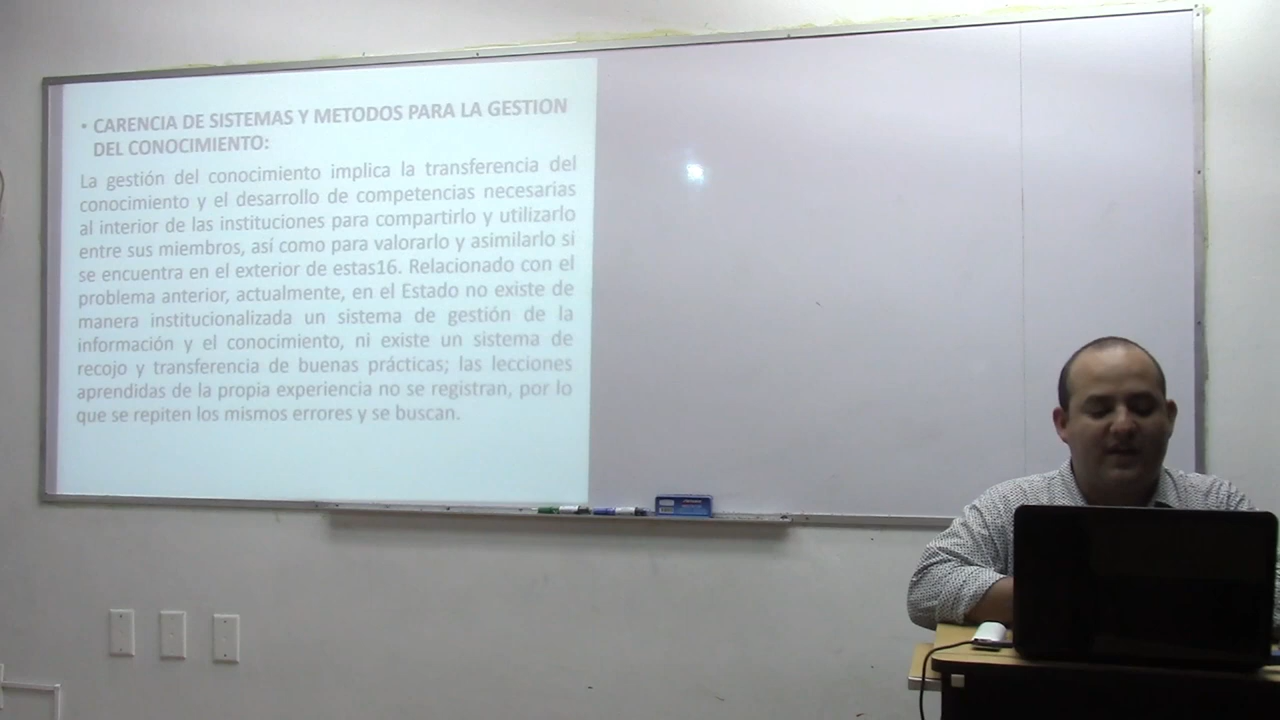 • CARENCIA DE SISTEMAS Y METODOS PARA LA GESTION
DEL CONOCIMIENTO:
La gestión del conocimiento implica la transferencia del
conocimiento y el desarrollo de competencias necesarias
al interior de las instituciones para compartirlo y utilizarlo
entre sus miembros, así como para valorarlo y asimilarlo si
se encuentra en el exterior de estas16. Relacionado con el
problema anterior, actualmente, en el Estado no existe de
manera institucionalizada un sistema de gestión de la
información y el conocimiento, ni existe un sistema de
recojo y transferencia de buenas prácticas; las lecciones
aprendidas de la propia experiencia no se registran, por lo
que se repiten los mismos errores y se buscan.